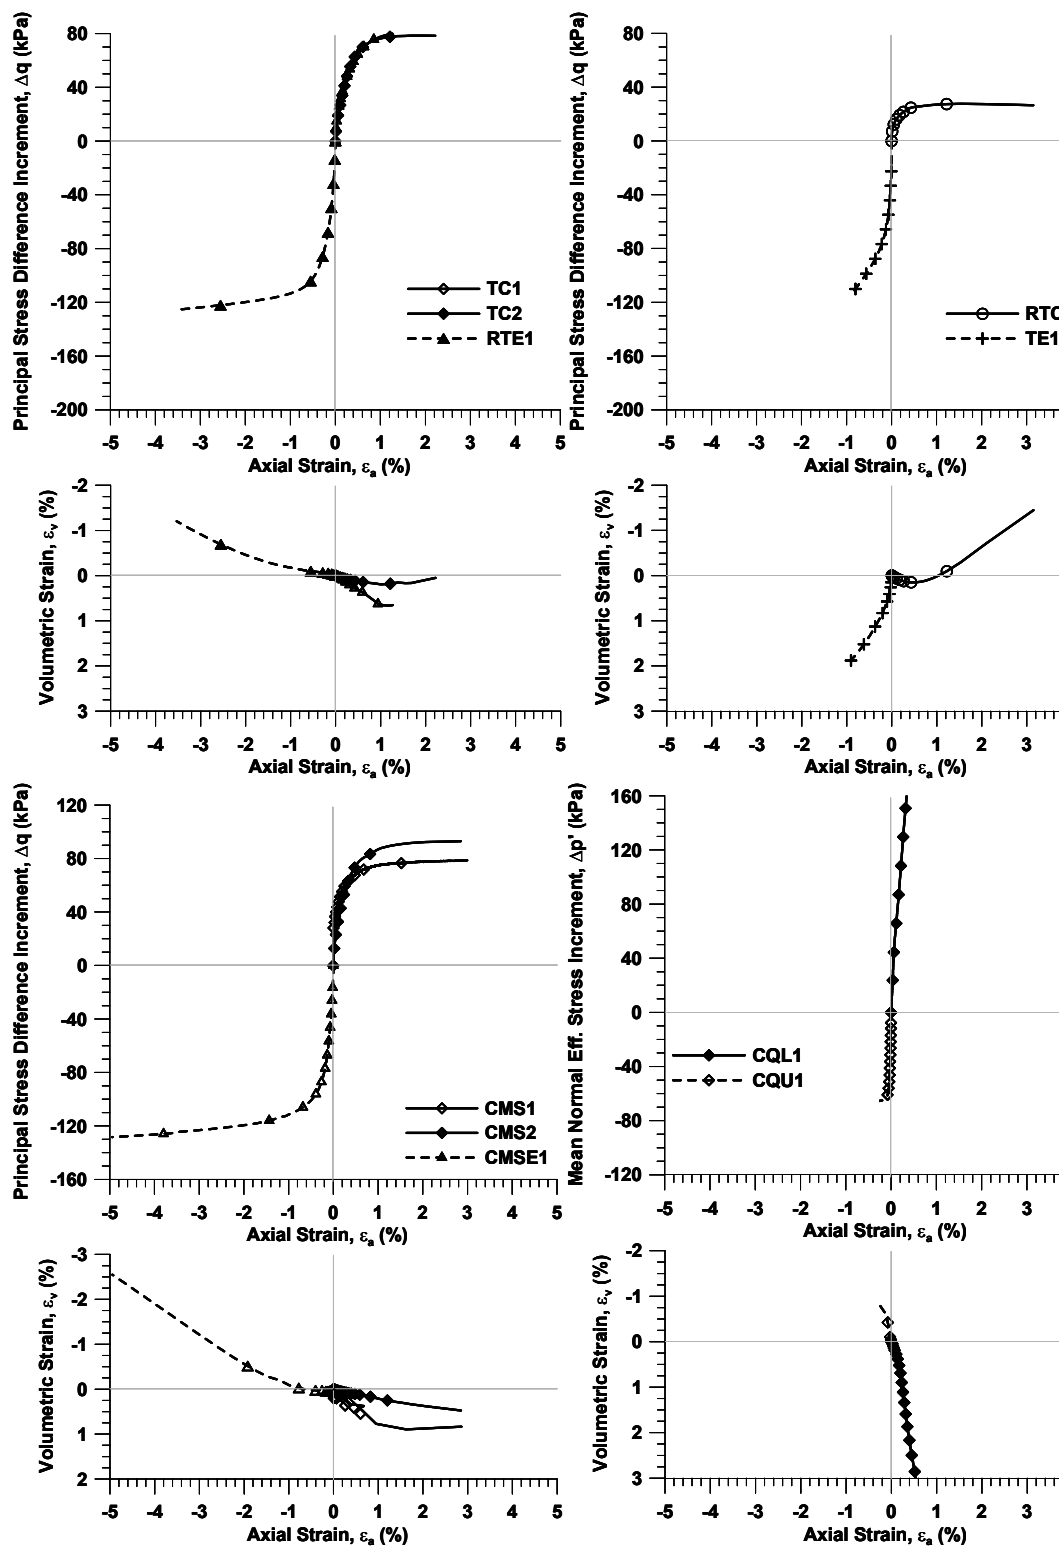 Principal Stress Difference Increment, Δq (kPa)
80
40
0
-40
-80
-120
-160
-200
TC1
TC2
RTE1
-5 -4 -3 -2 -1 0 1 2 3 4 5
Axial Strain, εa (%)
Principal Stress Difference Increment, Δq (kPa)
80
40
0
-40
-80
-120
-160
-200
RTC
TE1
-5 -4 -3 -2 -1 0 1 2 3
Axial Strain, εa (%)
Volumetric Strain, εv (%)
-2
-1
0
1
2
3
-5 -4 -3 -2 -1 0 1 2 3 4 5
Axial Strain, εa (%)
Volumetric Strain, εv (%)
-2
-1
0
1
2
3
-5 -4 -3 -2 -1 0 1 2 3
Axial Strain, εa (%)
Principal Stress Difference Increment, Δq (kPa)
120
80
40
0
-40
-80
-120
-160
CMS1
CMS2
CMSE1
-5 -4 -3 -2 -1 0 1 2 3 4 5
Axial Strain, εa (%)
Mean Normal Eff. Stress Increment, Δp' (kPa)
160
120
80
40
0
-40
-80
-120
CQL1
CQU1
-5 -4 -3 -2 -1 0 1 2 3
Axial Strain, εa (%)
Volumetric Strain, εv (%)
-3
-2
-1
0
1
2
-5 -4 -3 -2 -1 0 1 2 3 4 5
Axial Strain, εa (%)
Volumetric Strain, εv (%)
-2
-1
0
1
2
3
-5 -4 -3 -2 -1 0 1 2 3
Axial Strain, εa (%)